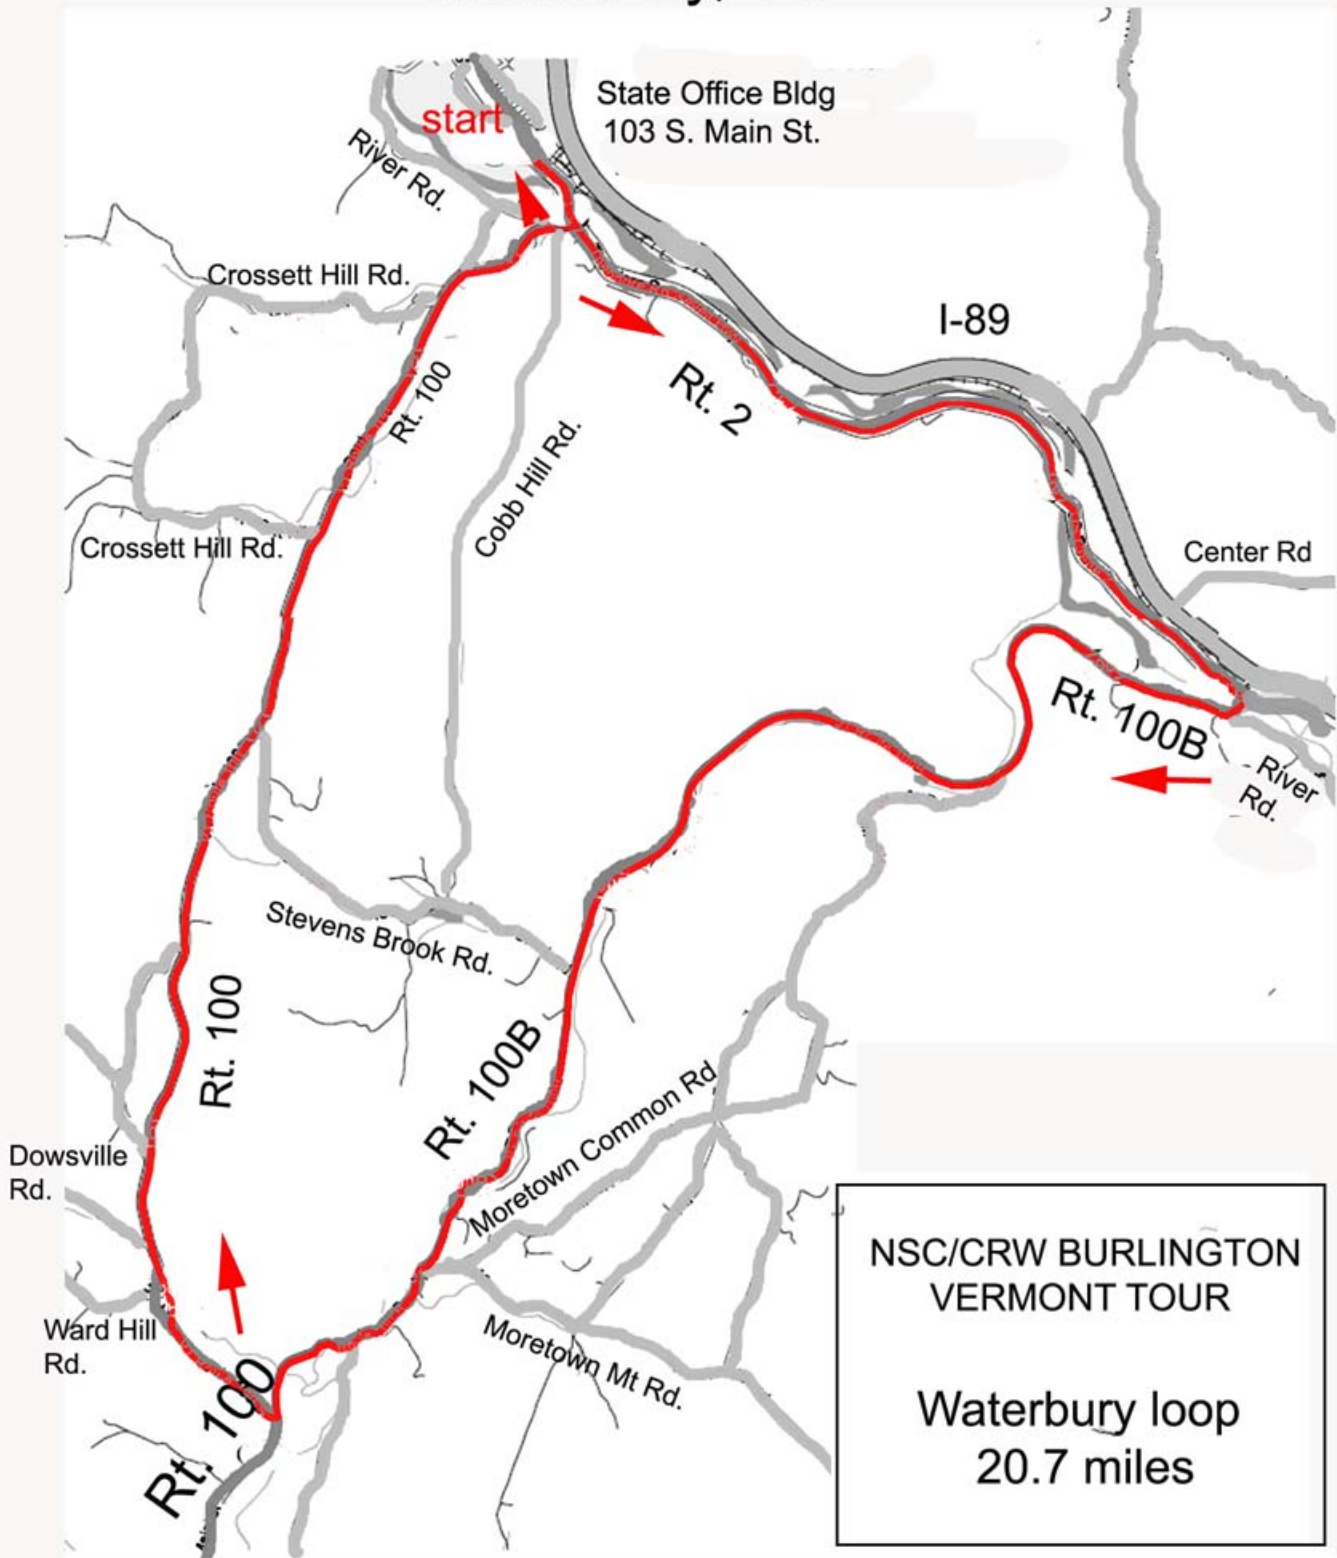 start
State Office Bldg
103 S. Main St.
River Rd.
Crossett Hill Rd.
I-89
Rt. 100
Rt. 2
Cobb Hill Rd.
Crossett Hill Rd.
Center Rd
Rt. 100B
River
Rd.
Stevens Brook Rd.
Rt. 100
Rt. 100B
Moretown Common Rd
Dowsville
Rd.
Ward Hill
Rd.
Moretown Mt Rd.
Rt. 100
NSC/CRW BURLINGTON
VERMONT TOUR
Waterbury loop
20.7 miles